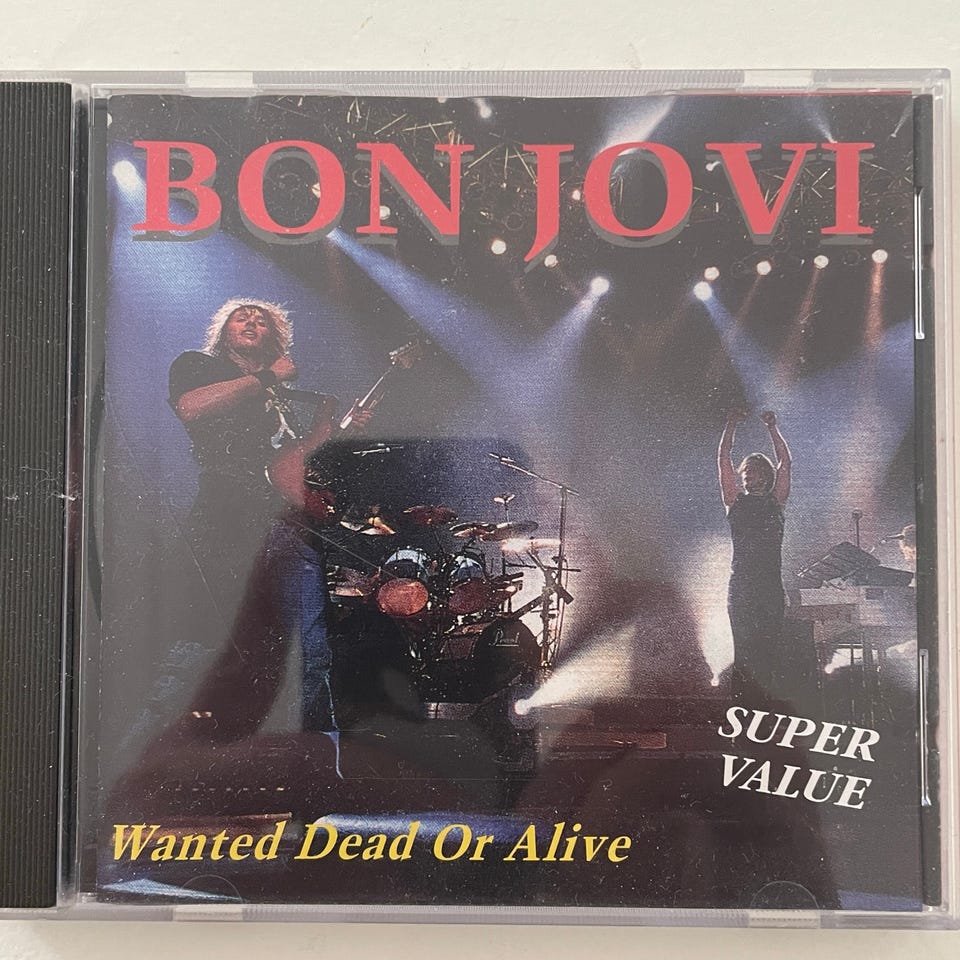 BON JOVI
SUPER
VALUE
Wanted Dead Or Alive